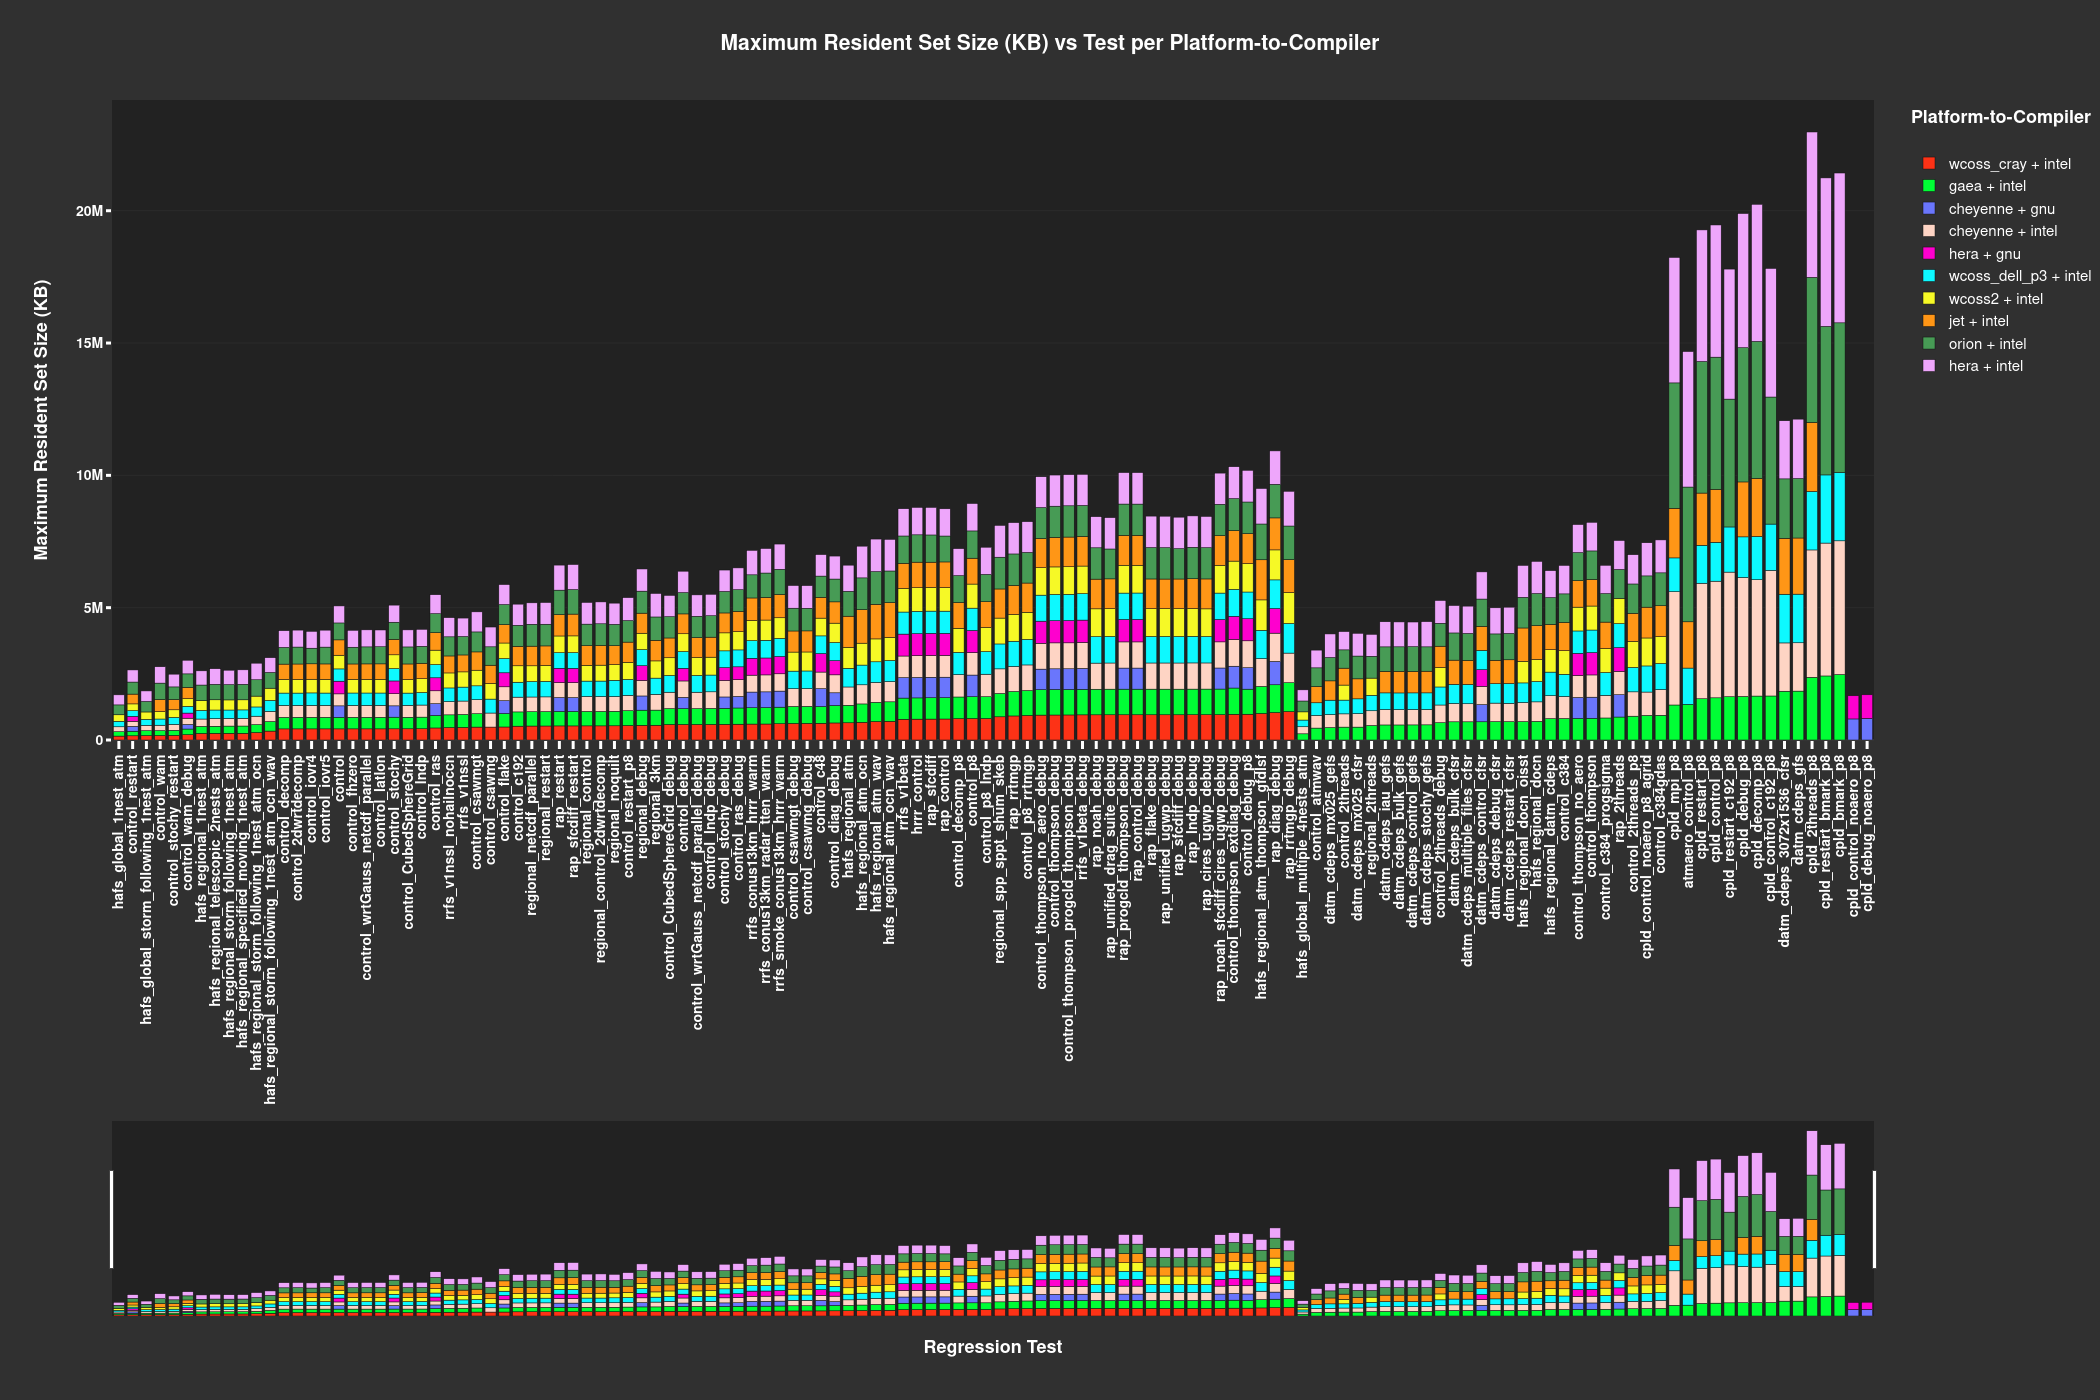 Maximum Resident Set Size (KB) vs Test per Platform-to-Compiler
Maximum Resident Set Size (KB)
20M
15M
10M
5M
0
Platform-to-Compiler
wcoss_cray + intel
gaea + intel
cheyenne + gnu
cheyenne + intel
hera + gnu
wcoss_dell_p3 + intel
wcoss2 + intel
jet + intel
orion + intel
hera + intel
hafs_global_1nest_atm
control_restart
hafs_global_storm_following_1nest_atm
control_wam
control_stochy_restart
control_wam_debug
hafs_regional_1nest_atm
hafs_regional_telescopic_2nests_atm
hafs_regional_storm_following_1nest_atm
hafs_regional_specified_moving_1nest_atm
hafs_regional_storm_following_1nest_atm_ocn
hafs_regional_storm_following_1nest_atm_ocn_wav
control_decomp
control_2dwrtdecomp
control_iovr4
control_iovr5
control
control_fhzero
control_wrtGauss_netcdf_parallel
control_lation
control_stochy
control_CubedSphereGrid
control_lndp
control_ras
rrfs_v1nssl_nohailnoccn
rrfs_v1nssl
control_csawmgt
control_csawmg
control_flake
control_c192
regional_netcdf_parallel
regional_restart
rap_restart
rap_sfcdiff_restart
regional_control
regional_control_2dwrtdecomp
regional_noquilt
control_restart_p8
regional_debug
regional_3km
control_CubedSphereGrid_debug
control_debug
control_wrtGauss_netcdf_parallel_debug
control_lndp_debug
control_stochy_debug
control_ras_debug
rrfs_conus13km_hrrr_warm
rrfs_conus13km_radar_tten_warm
rrfs_smoke_conus13km_hrrr_warm
control_csawmgt_debug
control_csawmg_debug
control_c48
control_diag_debug
hafs_regional_atm
hafs_regional_atm_ocn
hafs_regional_atm_wav
hafs_regional_atm_ocn_wav
rrfs_v1beta
hrrr_control
rap_sfcdiff
rap_control
control_decomp_p8
control_p8
control_p8_lndp
regional_spp_sppt_shum_skeb
rap_rrtmgp
control_p8_rrtmgp
control_thompson_no_aero_debug
control_thompson_debug
control_thompson_progcld_thompson_debug
rrfs_v1beta_debug
rap_noah_debug
rap_unified_drag_suite_debug
rap_progcld_thompson_debug
rap_control_debug
rap_flake_debug
rap_unified_ugwp_debug
rap_sfcdiff_debug
rap_lndp_debug
rap_cires_ugwp_debug
rap_noah_sfcdiff_cires_ugwp_debug
control_thompson_extdiag_debug
control_debug_p8
hafs_regional_atm_thompson_gfdlsf
rap_diag_debug
rap_rrtmgp_debug
hafs_global_multiple_4nests_atm
control_atmwav
datm_cdeps_mx025_gefs
control_2threads
datm_cdeps_mx025_cfsr
regional_2threads
datm_cdeps_iau_gefs
datm_cdeps_bulk_gefs
datm_cdeps_control_gefs
datm_cdeps_stochy_gefs
control_2threads_debug
datm_cdeps_bulk_cfsr
datm_cdeps_multiple_files_cfsr
datm_cdeps_control_cfsr
datm_cdeps_debug_cfsr
datm_cdeps_restart_cfsr
hafs_regional_docn_oisst
hafs_regional_docn
hafs_regional_datm_cdeps
control_c384
control_thompson_no_aero
control_thompson
control_c384_progsigma
rap_2threads
control_2threads_p8
cpld_control_noaero_p8_agrid
control_c384gdas
cpld_mpi_p8
atmaero_control_p8
cpld_restart_p8
cpld_control_p8
cpld_restart_c192_p8
cpld_debug_p8
cpld_decomp_p8
cpld_control_c192_p8
datm_cdeps_3072x1536_cfsr
datm_cdeps_gfs
cpld_2threads_p8
cpld_restart_bmark_p8
cpld_bmark_p8
cpld_control_noaero_p8
cpld_debug_noaero_p8
Regression Test